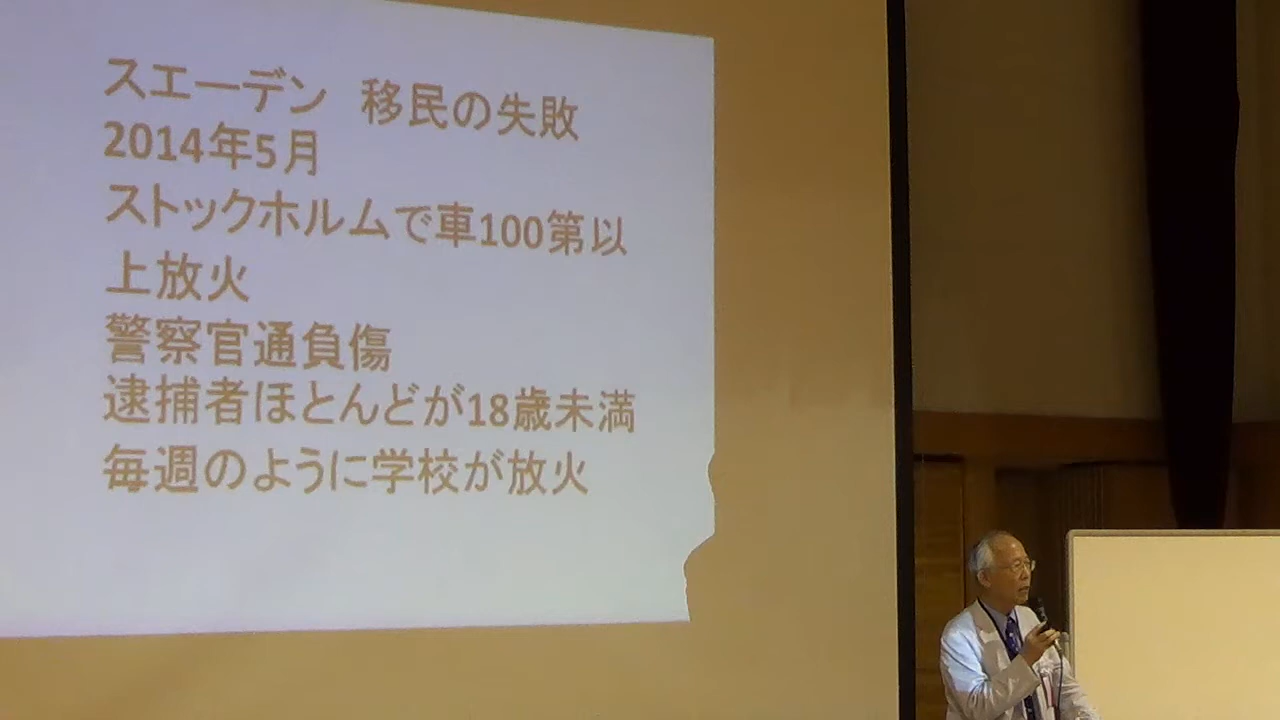 スエーデン　移民の失敗
2014年5月
ストックホルムで車100第以
上放火
警察官通負傷
逮捕者ほとんどが18歳未満
毎週のように学校が放火